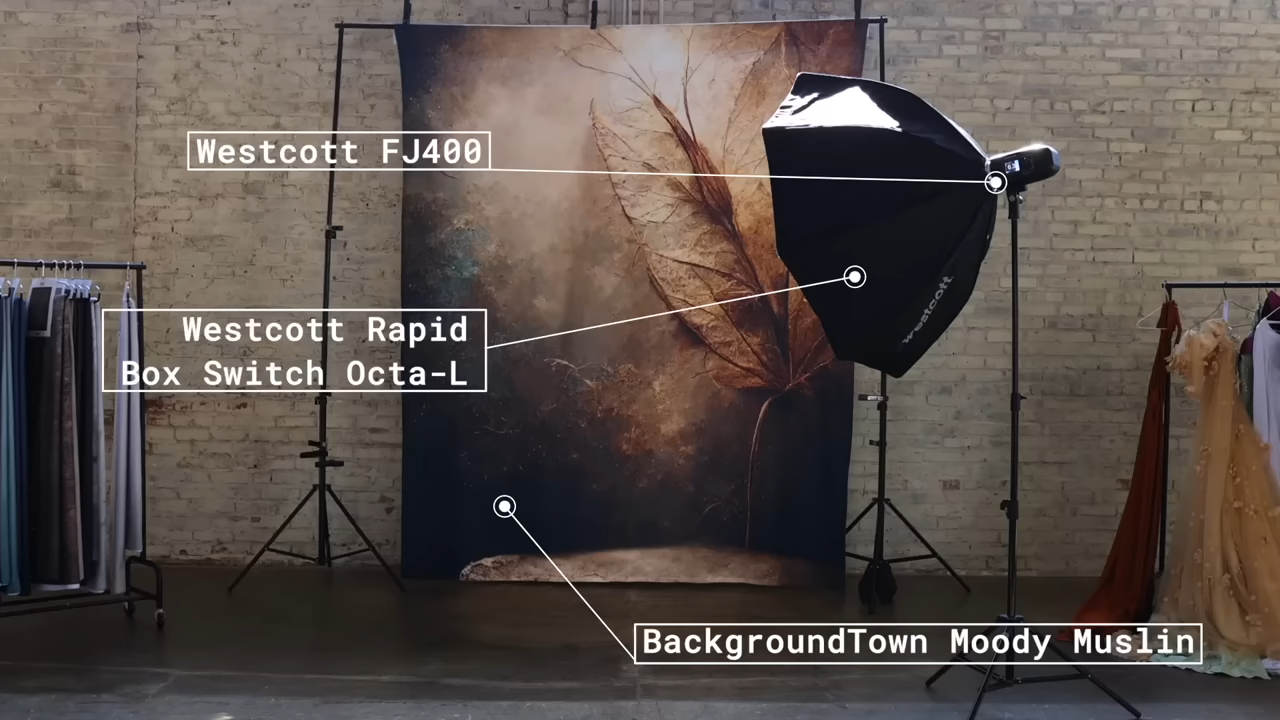 Westcott FJ400
Westcott Rapid
Box Switch Octa-L
westcott
BackgroundTown Moody Muslin